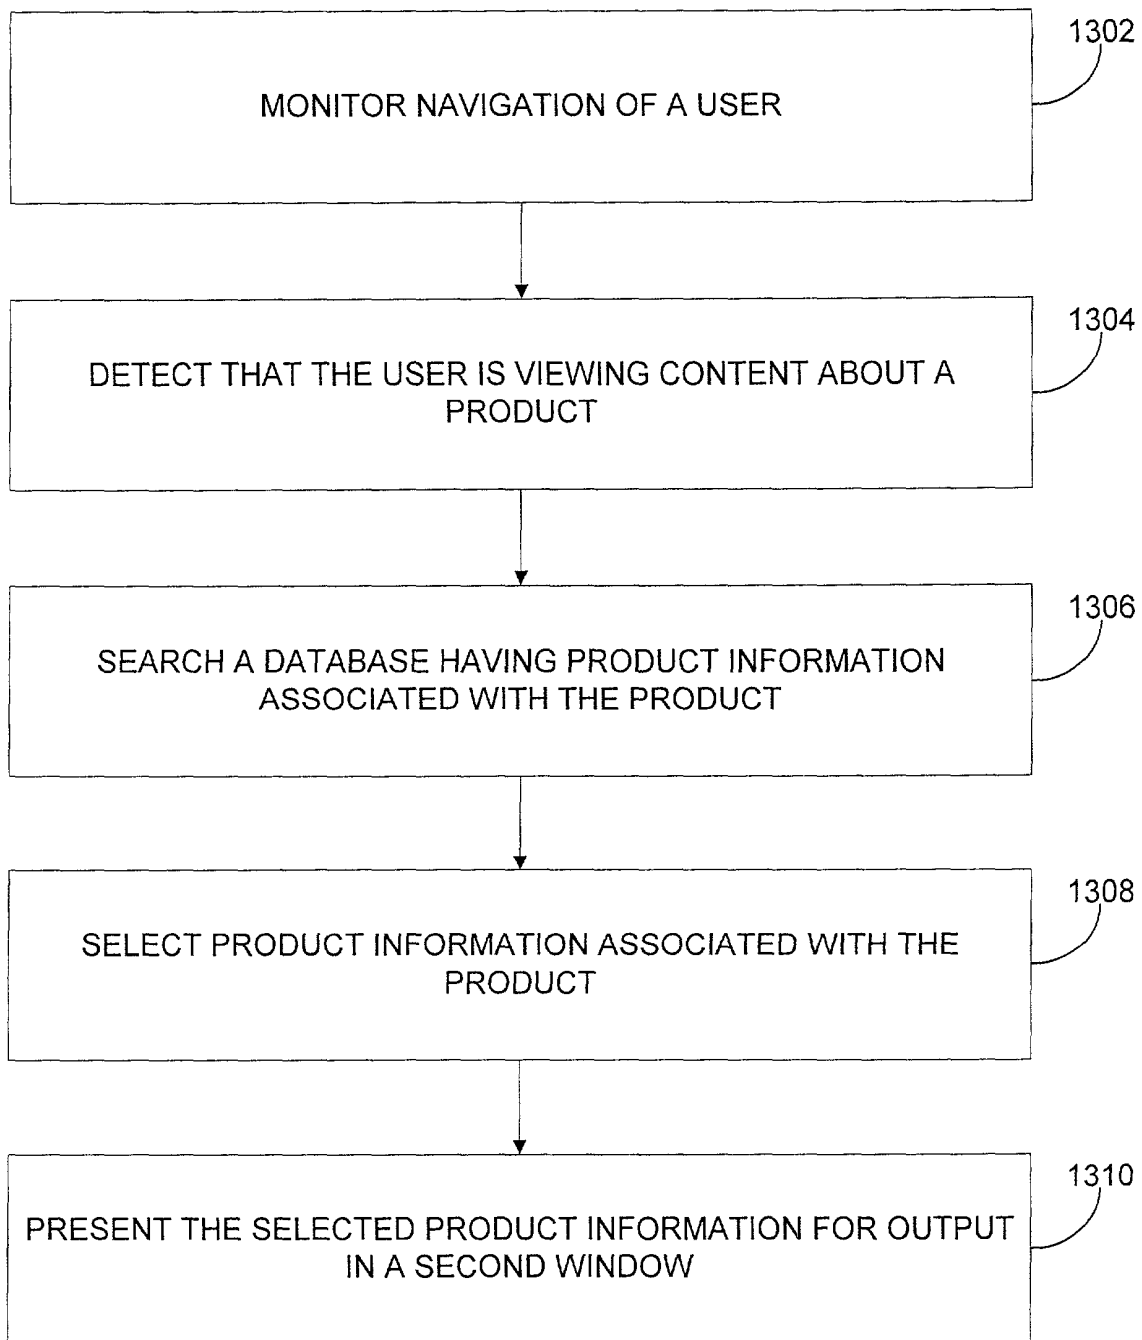 1302
MONITOR NAVIGATION OF A USER
1304
DETECT THAT THE USER IS VIEWING CONTENT ABOUT A
PRODUCT
1306
SEARCH A DATABASE HAVING PRODUCT INFORMATION
ASSOCIATED WITH THE PRODUCT
1308
SELECT PRODUCT INFORMATION ASSOCIATED WITH THE
PRODUCT
1310
PRESENT THE SELECTED PRODUCT INFORMATION FOR OUTPUT
IN A SECOND WINDOW